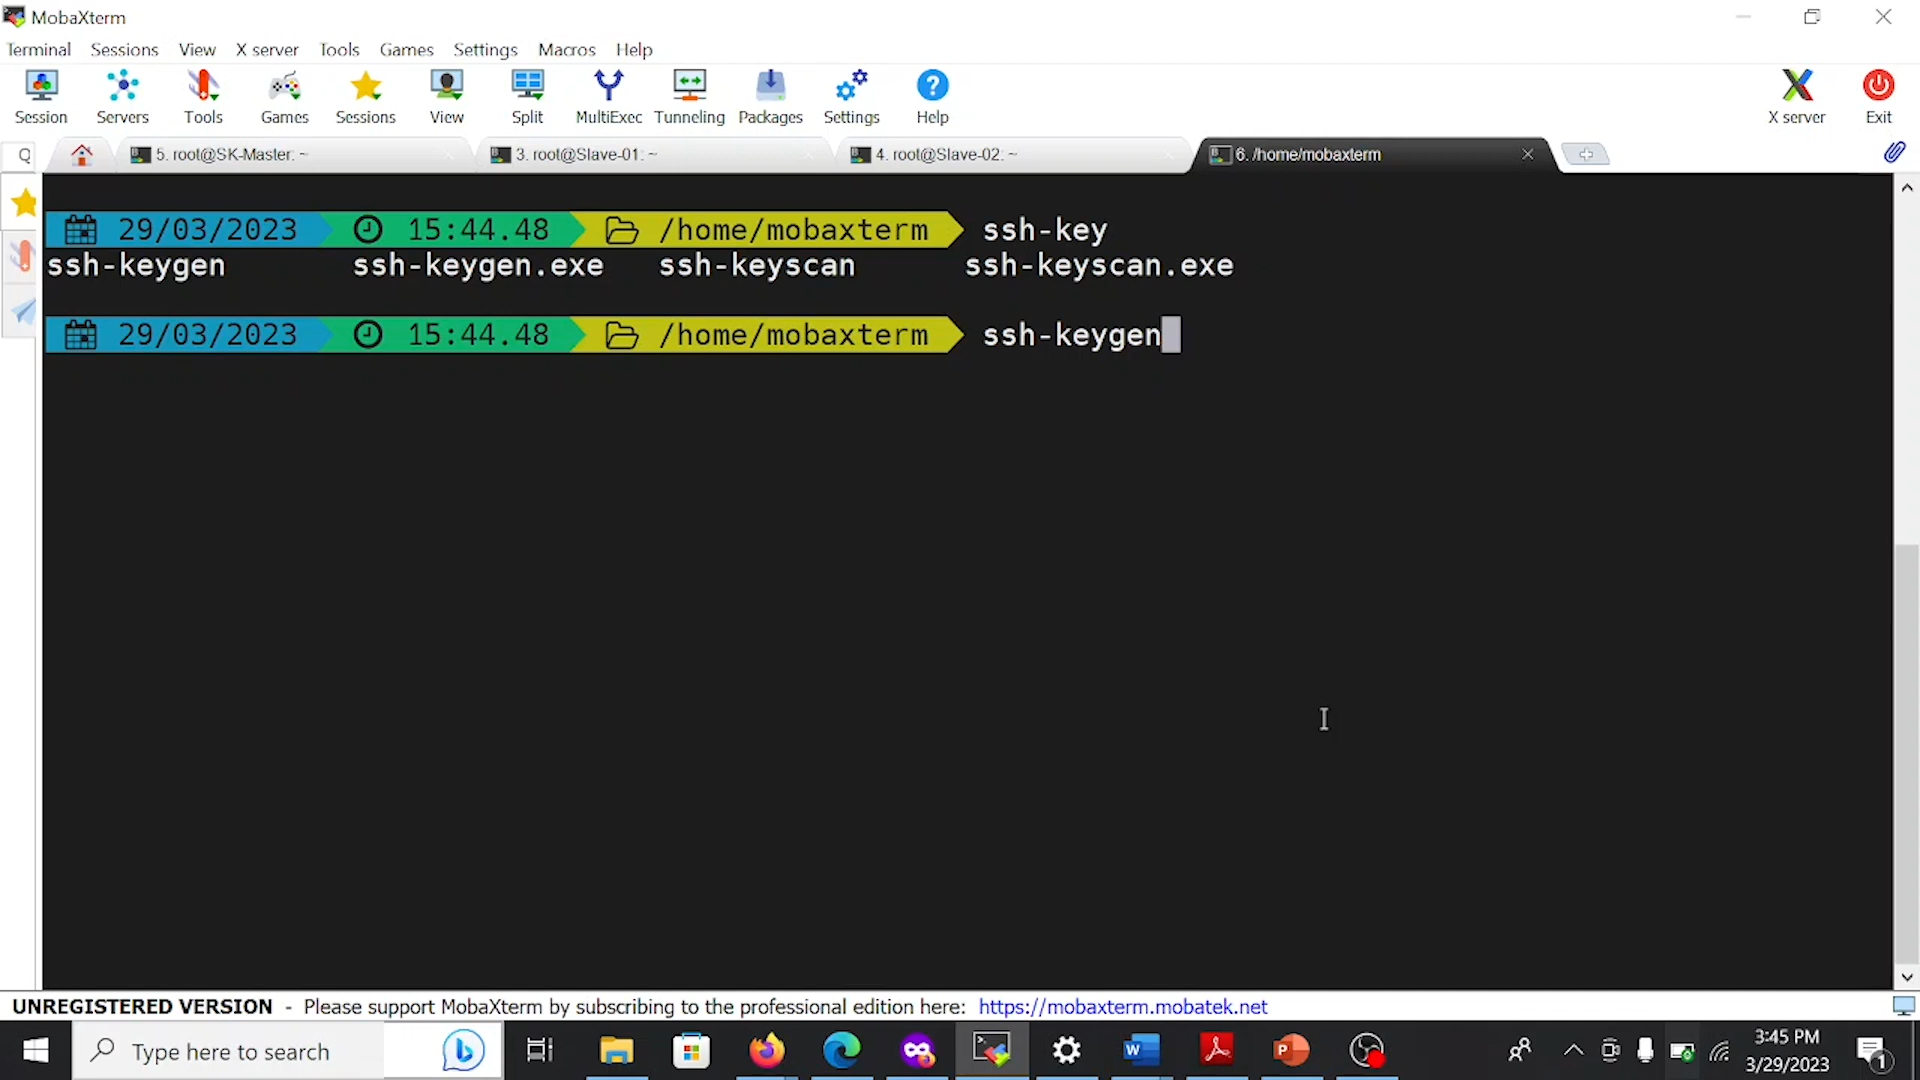 MobaXterm
Terminal Sessions View X server Tools Games Settings Macros Help
Session Servers Tools Games Sessions View Split MultiExec Tunneling Packages Settings Help X server Exit
5. root@SK-Master: ~ 3. root@Slave-01: ~ 4. root@Slave-02: ~ 6. /home/mobaxterm
29/03/2023 15:44.48 /home/mobaxterm ssh-key
ssh-keygen ssh-keygen.exe ssh-keyscan ssh-keyscan.exe
29/03/2023 15:44.48 /home/mobaxterm ssh-keygen
UNREGISTERED VERSION - Please support MobaXterm by subscribing to the professional edition here: https://mobaxterm.mobatek.net
Type here to search
3:45 PM
3/29/2023
1